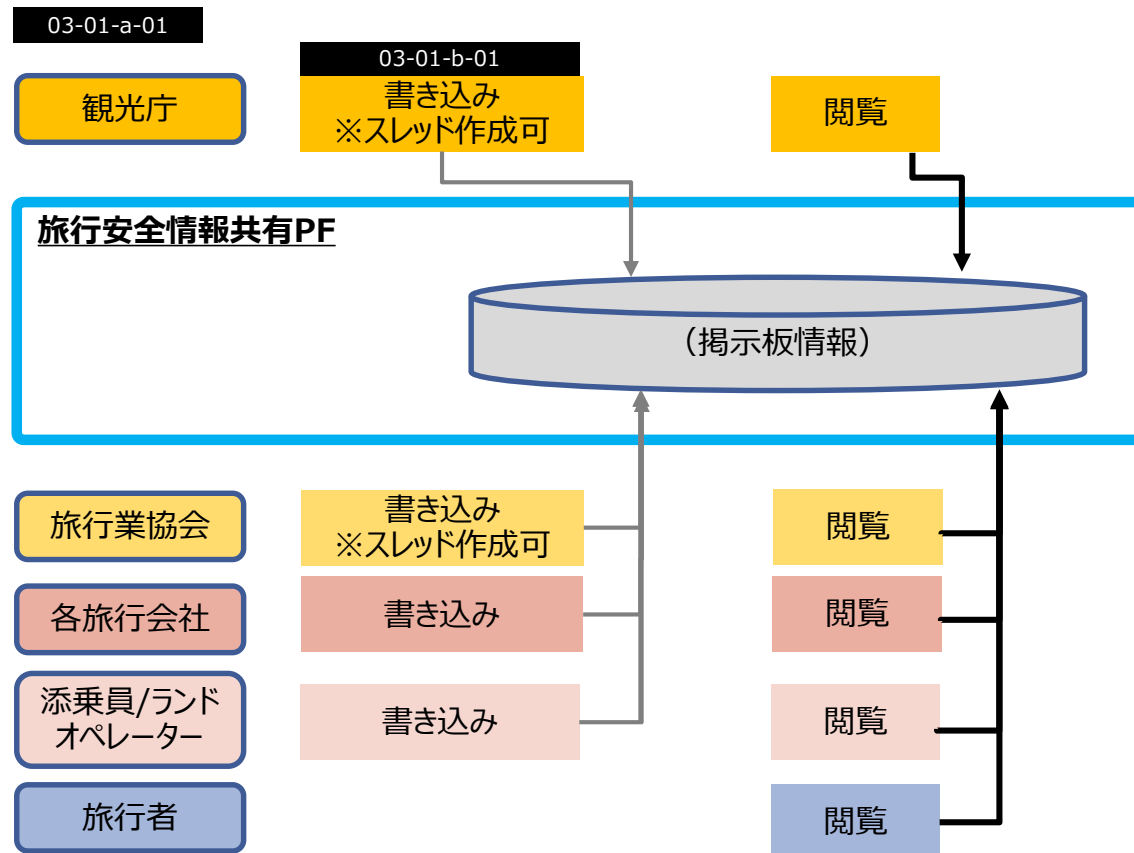 03-01-a-01
03-01-b-01
観光庁
書き込み
※スレッド作成可
閲覧
旅行安全情報共有PF
（掲示板情報）
旅行業協会
書き込み
※スレッド作成可
閲覧
各旅行会社
書き込み
閲覧
添乗員/ランド
オペレーター
書き込み
閲覧
旅行者
閲覧